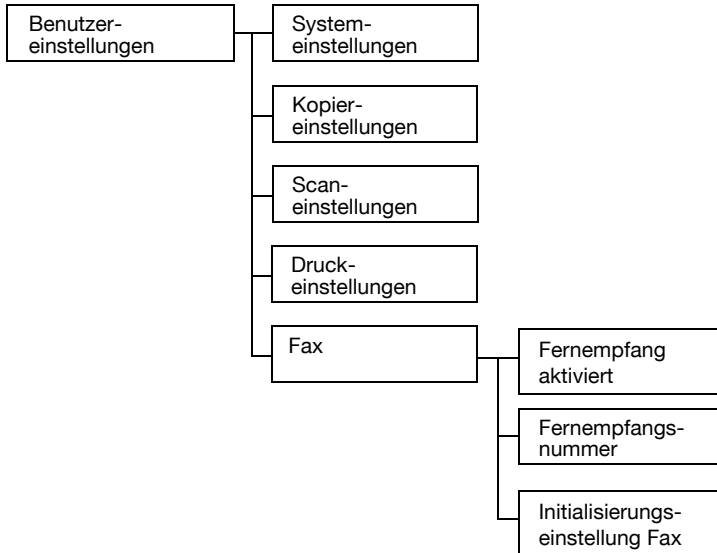 Benutzer-
einstellungen
System-
einstellungen
Kopier-
einstellungen
Scan-
einstellungen
Druck-
einstellungen
Fax
Fernempfang
aktiviert
Fernempfangs-
nummer
Initialisierungs-
einstellung Fax